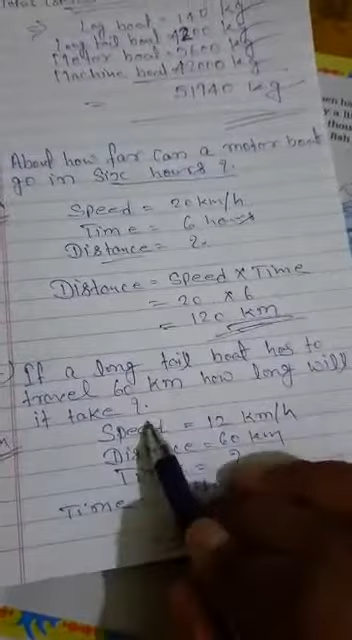 Log boat = 140 kg
Long tail boat 4200 kg
Motor boat = 5600 kg
Machine boat 42000 kg
51940 kg
=
About how far can a motor boat
go in six hours ?
Speed = 20 km/h
Time = 6 hours
Distance = ?
Distance = Speed x Time
= 20 x 6
= 120 km
If a long tail boat has to
travel 60 km how long will
it take ?
Speed = 12 km/h
= 60 km
= ?
Time